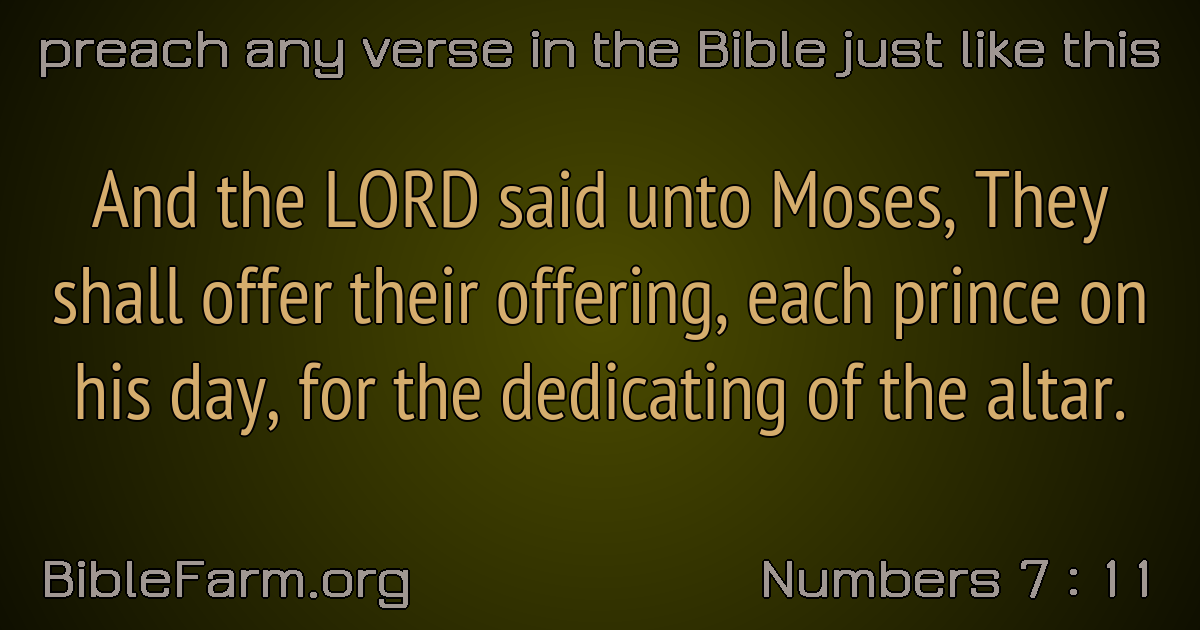 preach any verse in the Bible just like this
And the LORD said unto Moses, They
shall offer their offering, each prince on
his day, for the dedicating of the altar.
BibleFarm.org
Numbers 7 : 11